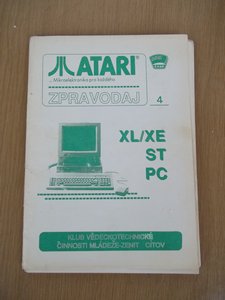 ATARI®
...Mikroelektronika pro každého
ZPRAVODAJ
4
XL/XE
ST
PC
KLUB VĚDECKOTECHNICKÉ
ČINNOSTI MLÁDEŽE-ZENIT CÍTOV